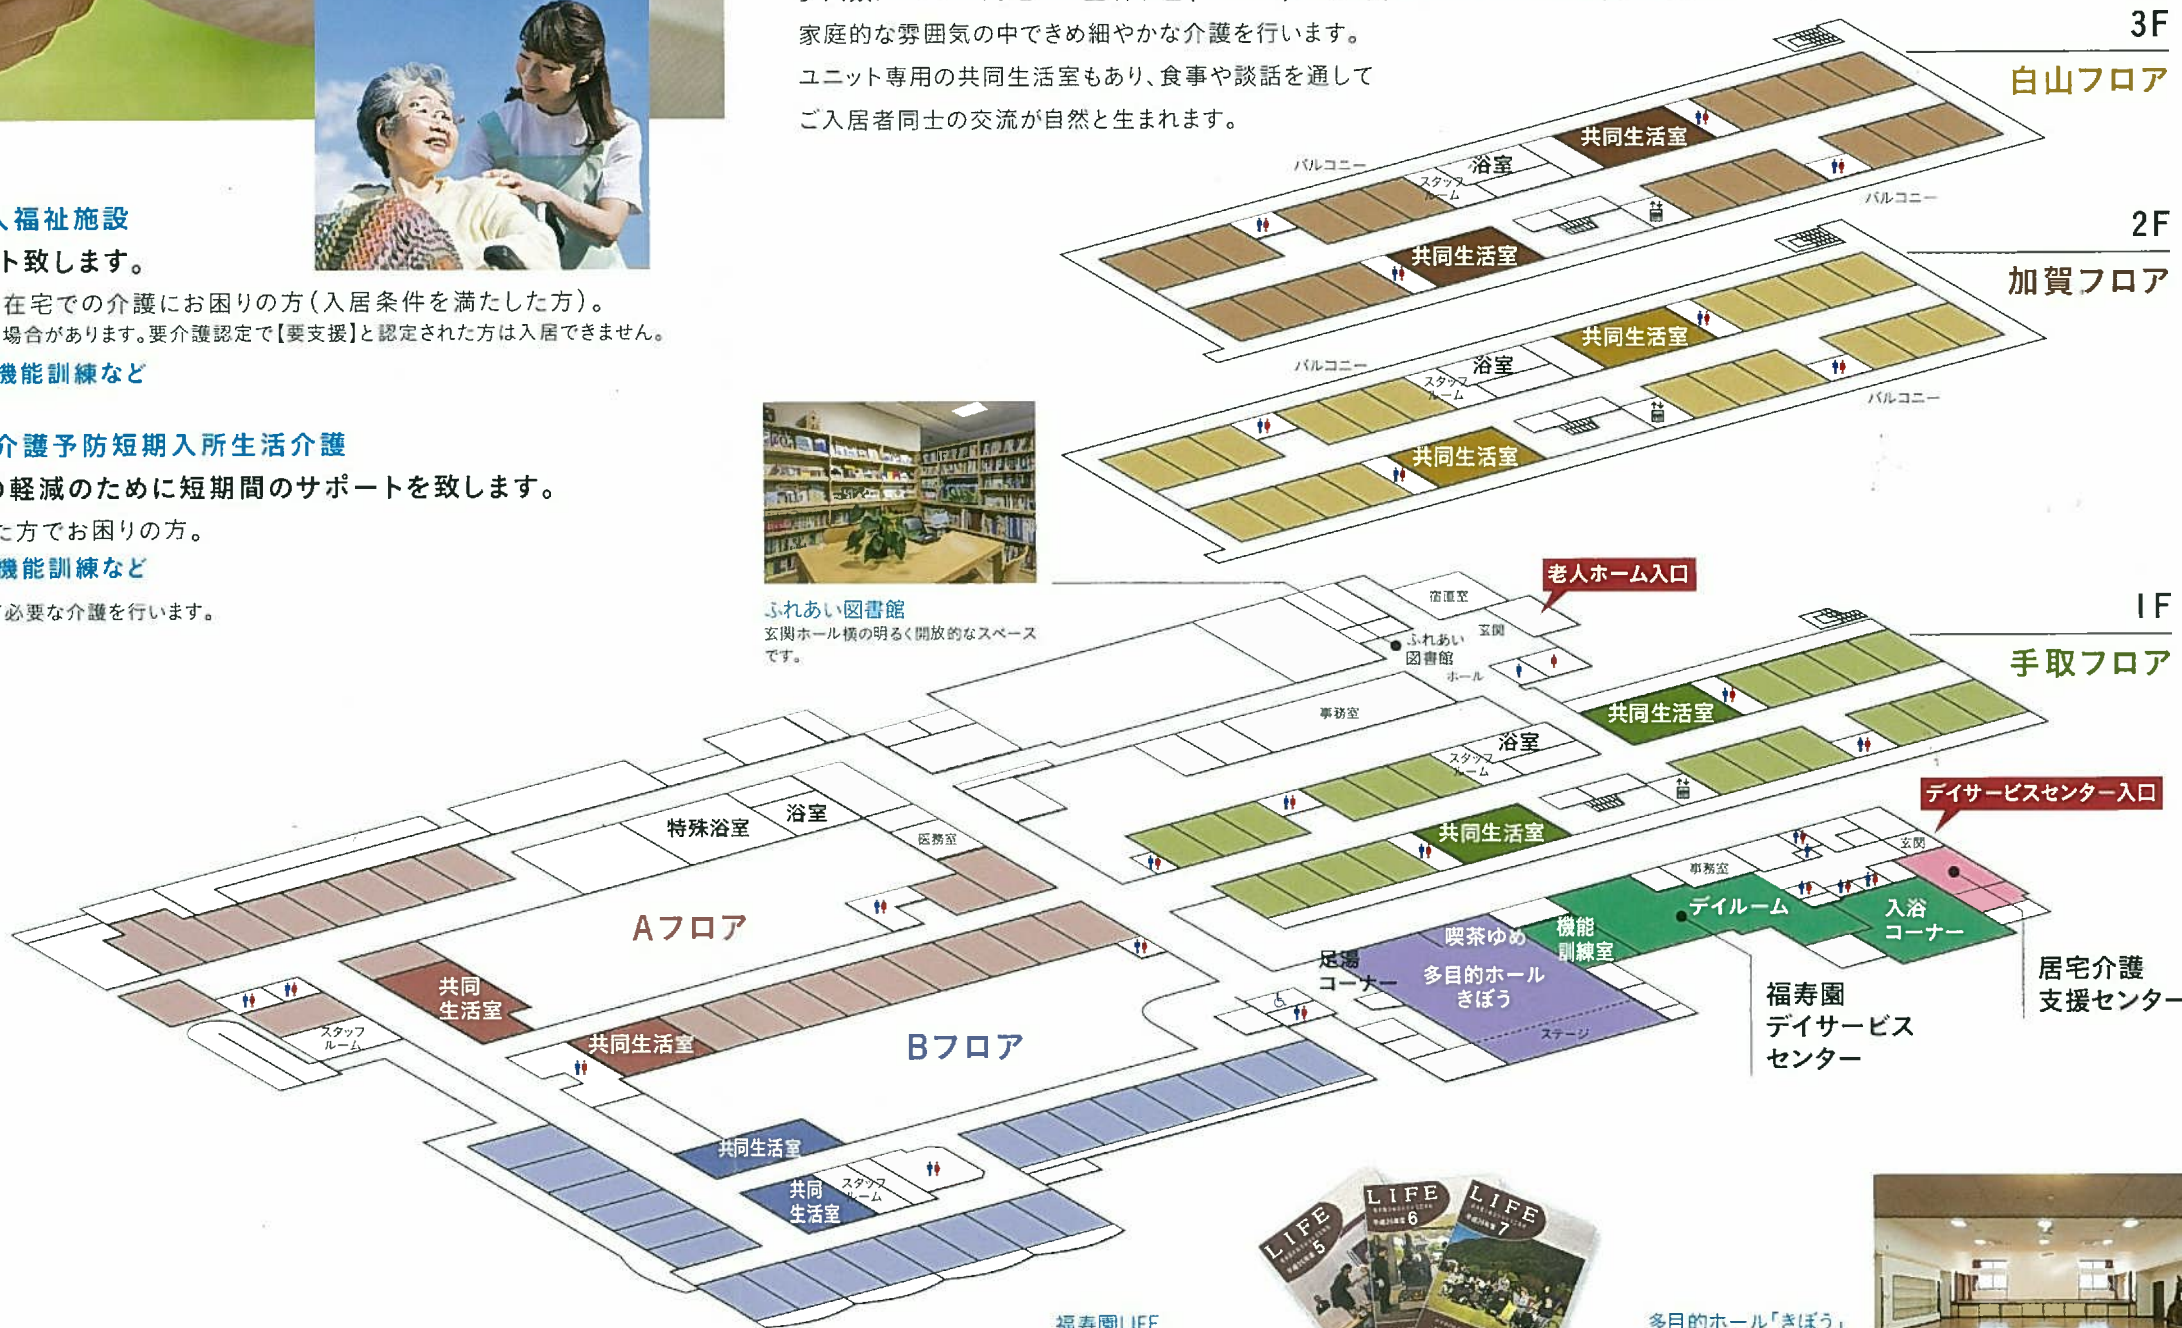 家庭的な雰囲気の中できめ細やかな介護を行います。
ユニット専用の共同生活室もあり、食事や談話を通して
ご入居者同士の交流が自然と生まれます。
人福祉施設
ト致します。
在宅での介護にお困りの方(入居条件を満たした方)。
場合があります。要介護認定で【要支援】と認定された方は入居できません。
機能訓練など
介護予防短期入所生活介護
の軽減のために短期間のサポートを致します。
た方でお困りの方。
機能訓練など
必要な介護を行います。
ふれあい図書館
玄関ホール横の明るく開放的なスペース
です。
3F
白山フロア
共同生活室
浴室
スタッフ
ルーム
バルコニー
共同生活室
バルコニー
2F
加賀フロア
共同生活室
浴室
スタッフ
ルーム
バルコニー
共同生活室
バルコニー
老人ホーム入口
1F
手取フロア
宿直室
玄関
ふれあい
図書館
ホール
事務室
共同生活室
浴室
スタッフ
ルーム
共同生活室
デイサービスセンター入口
特殊浴室
浴室
医務室
Aフロア
共同
生活室
共同生活室
スタッフ
ルーム
Bフロア
共同生活室
共同
生活室
スタッフ
ルーム
玄関
事務室
デイルーム
入浴
コーナー
機能
訓練室
喫茶ゆめ
足湯
コーナー
多目的ホール
きぼう
ステージ
福寿園
デイサービス
センター
居宅介護
支援センター
LIFE
5
LIFE
6
LIFE
7
福寿園LIFE
多目的ホール「きぼう」